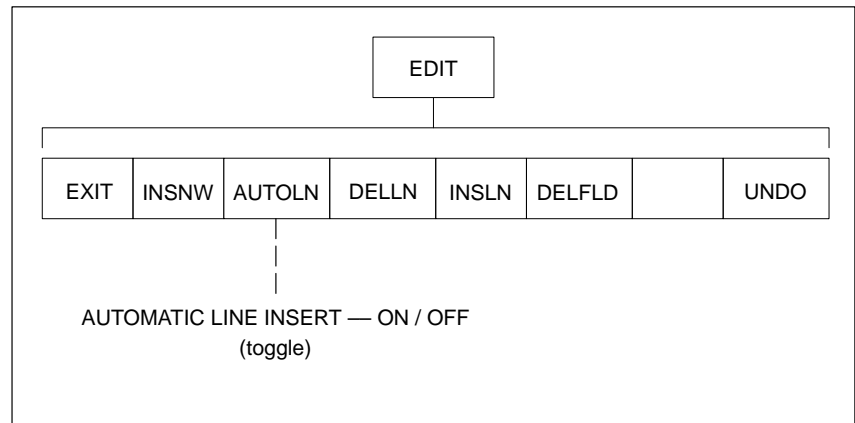 EDIT
EXIT INSNW AUTOLN DELLN INSLN DELFLD UNDO
AUTOMATIC LINE INSERT — ON / OFF
(toggle)